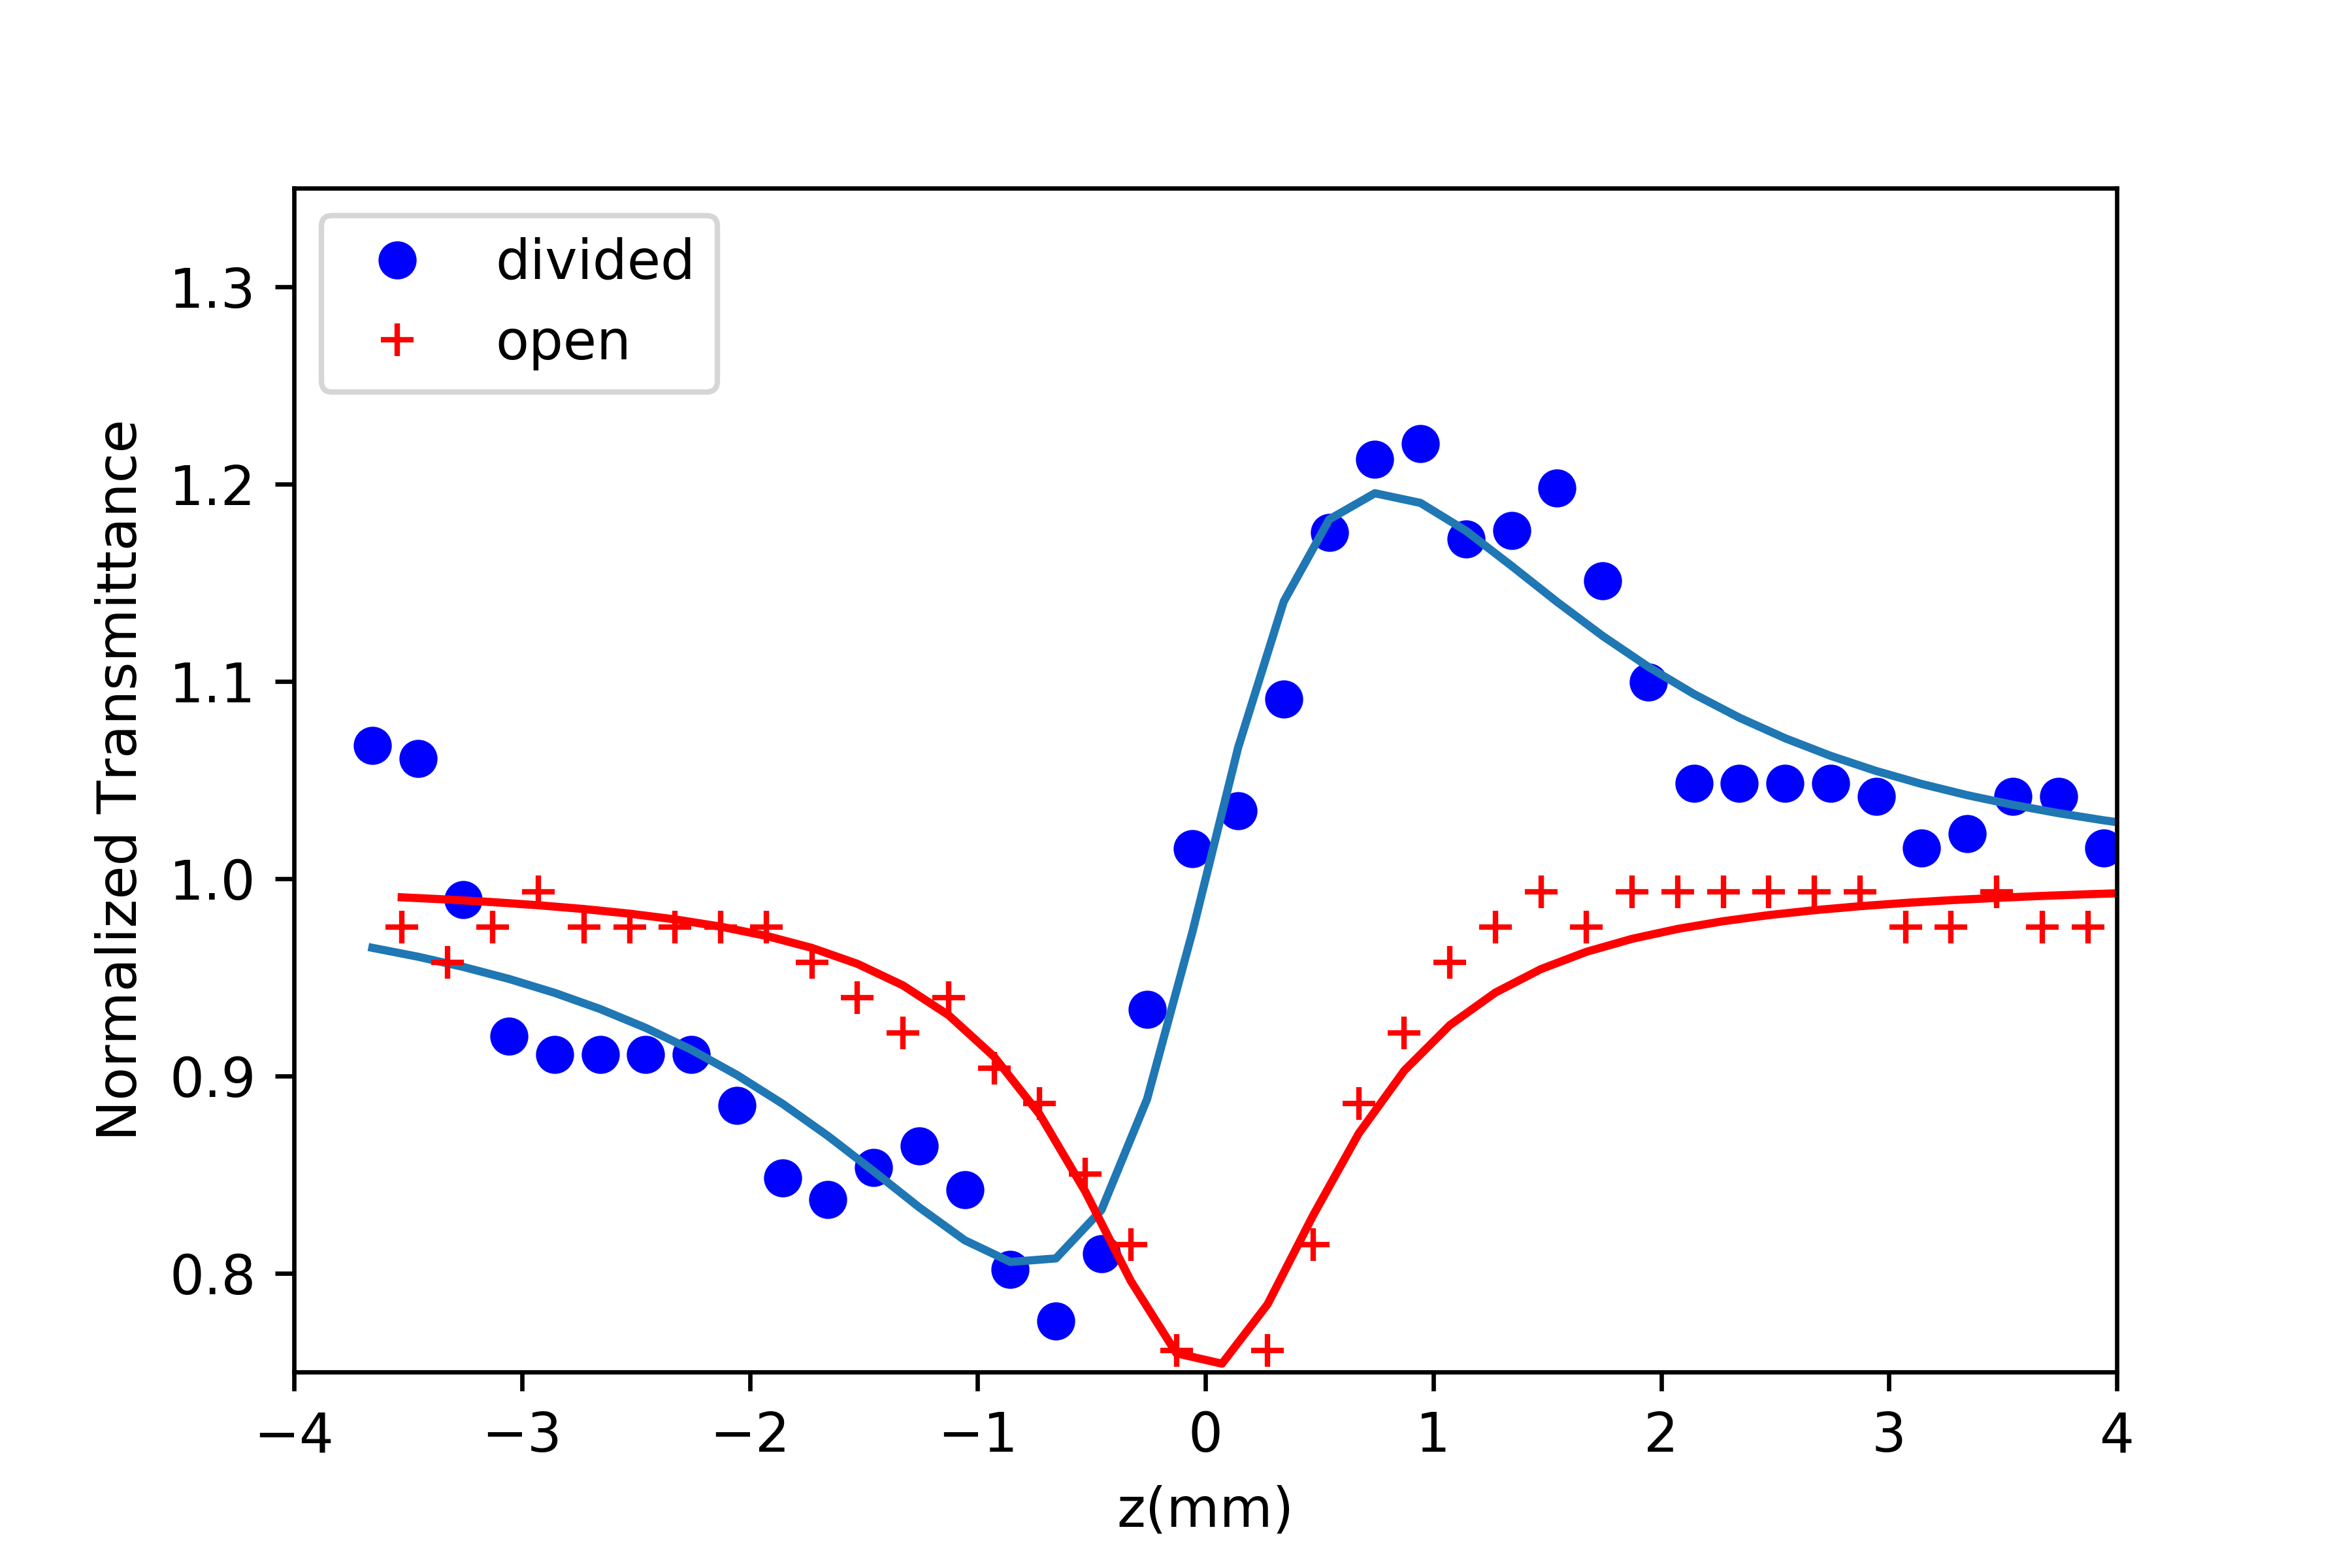 divided
open
1.3
1.2
1.1
1.0
0.9
0.8
Normalized Transmittance
−4 −3 −2 −1 0 1 2 3 4
z(mm)